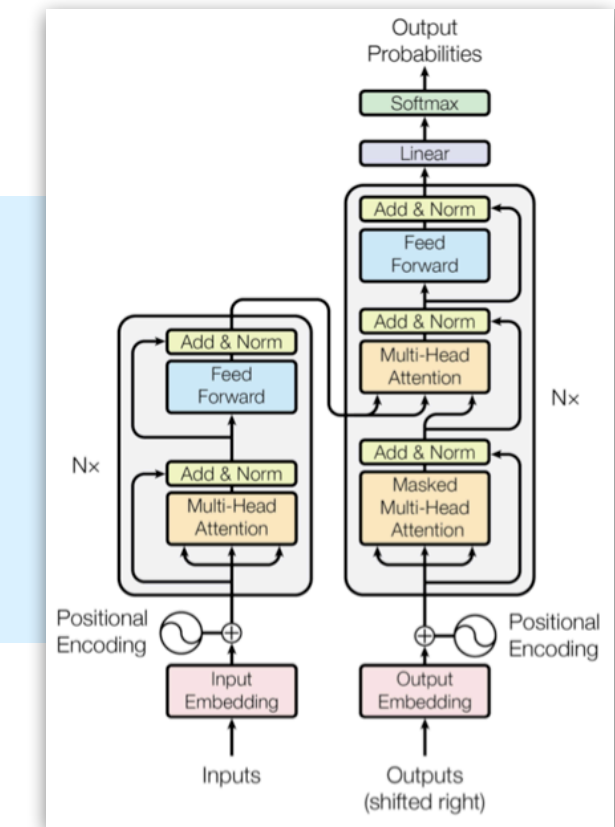 Output
Probabilities
Softmax
Linear
Add & Norm
Feed
Forward
Add & Norm
Multi-Head
Attention
Nx
Add & Norm
Masked
Multi-Head
Attention
Add & Norm
Feed
Forward
Nx
Add & Norm
Multi-Head
Attention
Positional
Encoding
Positional
Encoding
Input
Embedding
Output
Embedding
Inputs
Outputs
(shifted right)